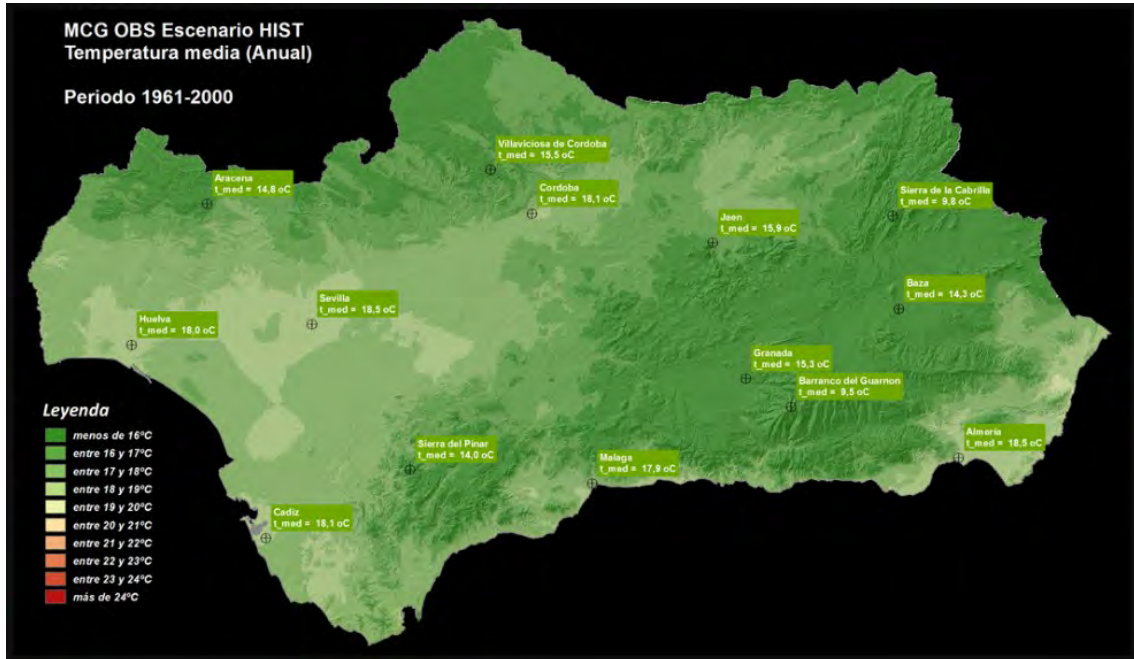 MCG OBS Escenario HIST
Temperatura media (Anual)
Periodo 1961-2000
Villaviciosa de Cordoba
t_med = 15,5 oC
Aracena
t_med = 14,8 oC
Cordoba
t_med = 18,1 oC
Sierra de la Cabrilla
t_med = 9,8 oC
Jaen
t_med = 15,9 oC
Baza
t_med = 14,3 oC
Sevilla
t_med = 18,5 oC
Huelva
t_med = 18,0 oC
Granada
t_med = 15,3 oC
Barranco del Guarnon
t_med = 9,5 oC
Almoría
t_med = 18,5 oC
Sierra del Pinar
t_med = 14,0 oC
Malaga
t_med = 17,9 oC
Cadiz
t_med = 18,1 oC
Leyenda
menos de 16ºC
entre 16 y 17ºC
entre 17 y 18ºC
entre 18 y 19ºC
entre 19 y 20ºC
entre 20 y 21ºC
entre 21 y 22ºC
entre 22 y 23ºC
entre 23 y 24ºC
más de 24ºC